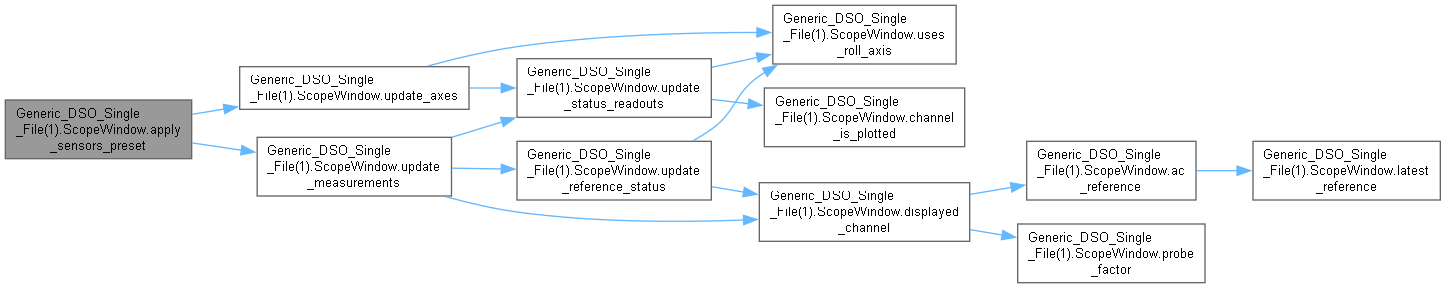 Generic_DSO_Single
_File(1).ScopeWindow.apply
_sensors_preset
Generic_DSO_Single
_File(1).ScopeWindow.update_axes
Generic_DSO_Single
_File(1).ScopeWindow.update
_measurements
Generic_DSO_Single
_File(1).ScopeWindow.uses
_roll_axis
Generic_DSO_Single
_File(1).ScopeWindow.update
_status_readouts
Generic_DSO_Single
_File(1).ScopeWindow.channel
_is_plotted
Generic_DSO_Single
_File(1).ScopeWindow.update
_reference_status
Generic_DSO_Single
_File(1).ScopeWindow.displayed
_channel
Generic_DSO_Single
_File(1).ScopeWindow.ac
_reference
Generic_DSO_Single
_File(1).ScopeWindow.latest
_reference
Generic_DSO_Single
_File(1).ScopeWindow.probe
_factor